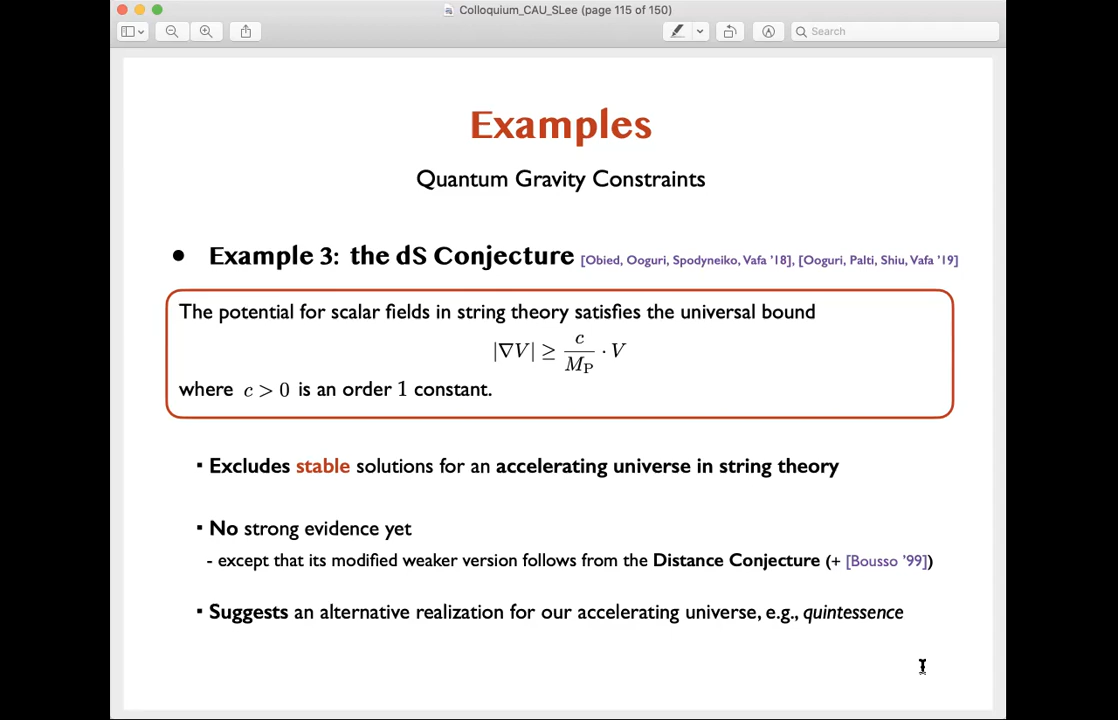 Colloquium_CAU_SLee (page 115 of 150)
Search
Examples
Quantum Gravity Constraints
• Example 3: the dS Conjecture [Obied, Ooguri, Spodyneiko, Vafa '18], [Ooguri, Palti, Shiu, Vafa '19]
The potential for scalar fields in string theory satisfies the universal bound
|∇V| ≥ c/M_P · V
where c > 0 is an order 1 constant.
▪ Excludes stable solutions for an accelerating universe in string theory
▪ No strong evidence yet
- except that its modified weaker version follows from the Distance Conjecture (+ [Bousso '99])
▪ Suggests an alternative realization for our accelerating universe, e.g., quintessence